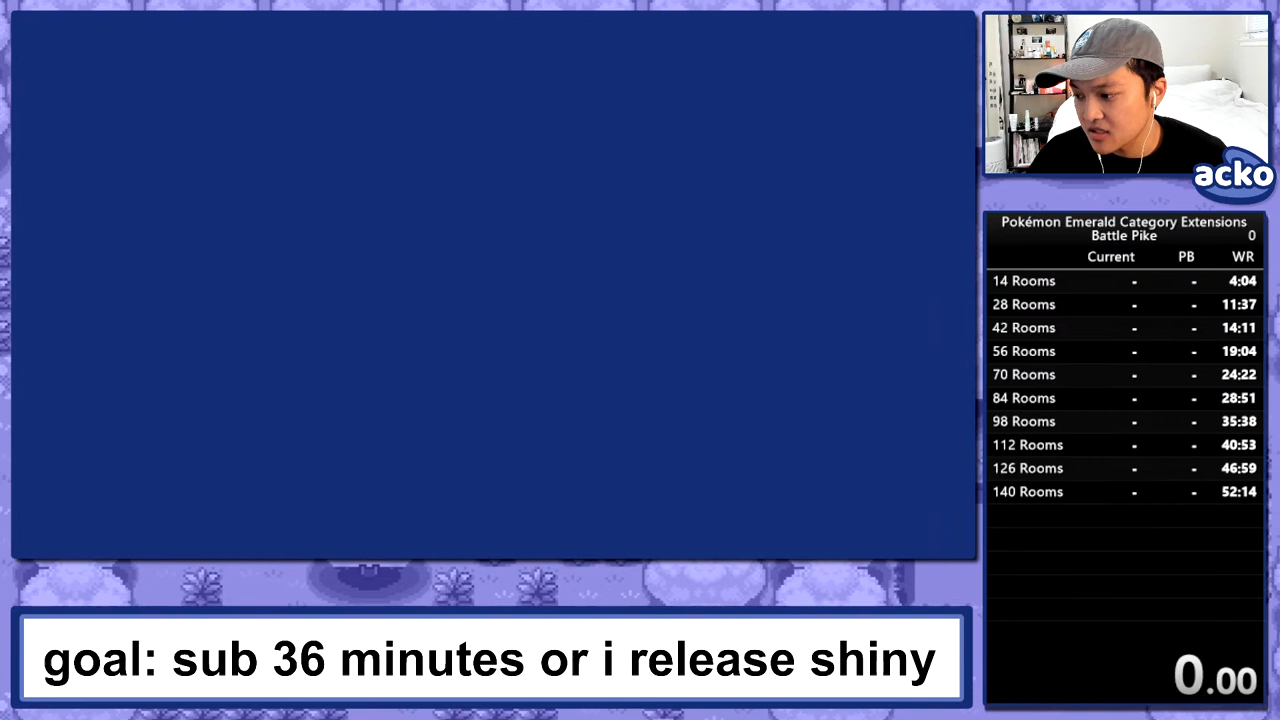 acko
Pokémon Emerald Category Extensions
Battle Pike 0
Current PB WR
14 Rooms - - 4:04
28 Rooms - - 11:37
42 Rooms - - 14:11
56 Rooms - - 19:04
70 Rooms - - 24:22
84 Rooms - - 28:51
98 Rooms - - 35:38
112 Rooms - - 40:53
126 Rooms - - 46:59
140 Rooms - - 52:14
goal: sub 36 minutes or i release shiny
0.00